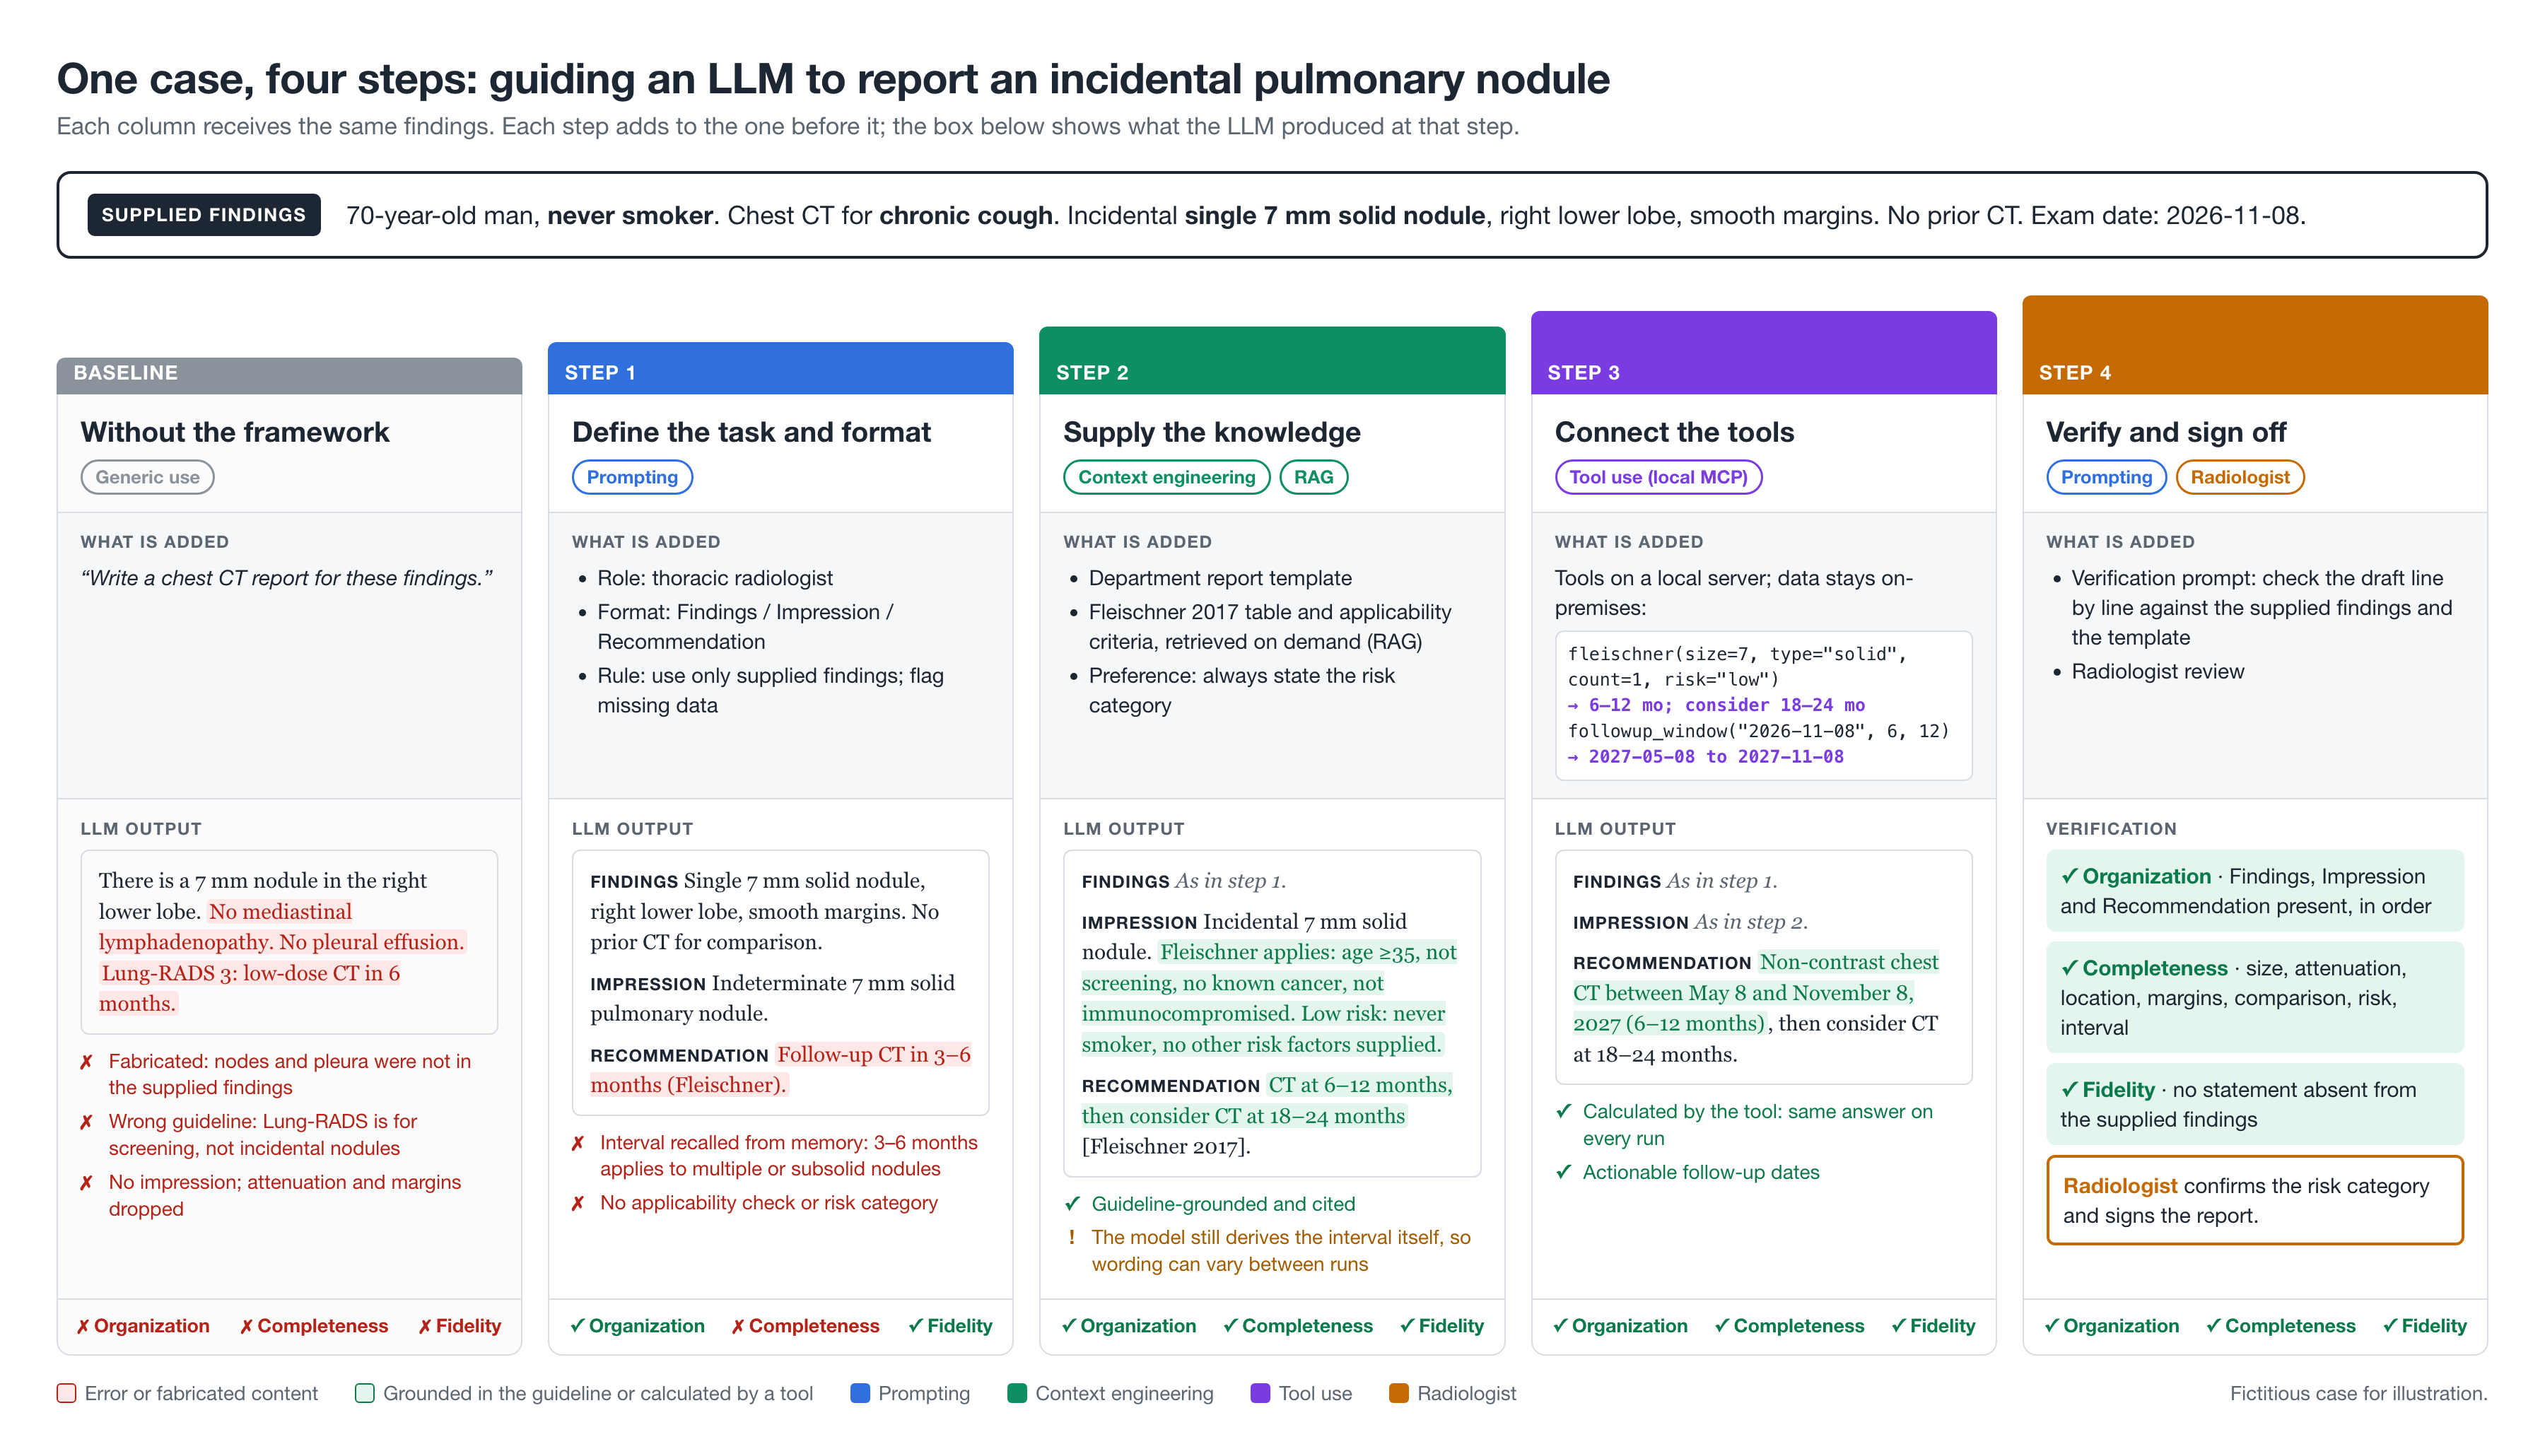 One case, four steps: guiding an LLM to report an incidental pulmonary nodule
Each column receives the same findings. Each step adds to the one before it; the box below shows what the LLM produced at that step.
SUPPLIED FINDINGS 70-year-old man, never smoker. Chest CT for chronic cough. Incidental single 7 mm solid nodule, right lower lobe, smooth margins. No prior CT. Exam date: 2026-11-08.
BASELINE
Without the framework
Generic use
WHAT IS ADDED
“Write a chest CT report for these findings.”
LLM OUTPUT
There is a 7 mm nodule in the right
lower lobe. No mediastinal
lymphadenopathy. No pleural effusion.
Lung-RADS 3: low-dose CT in 6
months.
✗ Fabricated: nodes and pleura were not in
the supplied findings
✗ Wrong guideline: Lung-RADS is for
screening, not incidental nodules
✗ No impression; attenuation and margins
dropped
✗ Organization ✗ Completeness ✗ Fidelity
STEP 1
Define the task and format
Prompting
WHAT IS ADDED
• Role: thoracic radiologist
• Format: Findings / Impression /
Recommendation
• Rule: use only supplied findings; flag
missing data
LLM OUTPUT
FINDINGS Single 7 mm solid nodule,
right lower lobe, smooth margins. No
prior CT for comparison.
IMPRESSION Indeterminate 7 mm solid
pulmonary nodule.
RECOMMENDATION Follow-up CT in 3–6
months (Fleischner).
✗ Interval recalled from memory: 3–6 months
applies to multiple or subsolid nodules
✗ No applicability check or risk category
✓ Organization ✗ Completeness ✓ Fidelity
STEP 2
Supply the knowledge
Context engineering RAG
WHAT IS ADDED
• Department report template
• Fleischner 2017 table and applicability
criteria, retrieved on demand (RAG)
• Preference: always state the risk
category
LLM OUTPUT
FINDINGS As in step 1.
IMPRESSION Incidental 7 mm solid
nodule. Fleischner applies: age ≥35, not
screening, no known cancer, not
immunocompromised. Low risk: never
smoker, no other risk factors supplied.
RECOMMENDATION CT at 6–12 months,
then consider CT at 18–24 months
[Fleischner 2017].
✓ Guideline-grounded and cited
! The model still derives the interval itself, so
wording can vary between runs
✓ Organization ✓ Completeness ✓ Fidelity
STEP 3
Connect the tools
Tool use (local MCP)
WHAT IS ADDED
Tools on a local server; data stays on-
premises:
fleischner(size=7, type="solid",
count=1, risk="low")
→ 6–12 mo; consider 18–24 mo
followup_window("2026-11-08", 6, 12)
→ 2027-05-08 to 2027-11-08
LLM OUTPUT
FINDINGS As in step 1.
IMPRESSION As in step 2.
RECOMMENDATION Non-contrast chest
CT between May 8 and November 8,
2027 (6–12 months), then consider CT
at 18–24 months.
✓ Calculated by the tool: same answer on
every run
✓ Actionable follow-up dates
✓ Organization ✓ Completeness ✓ Fidelity
STEP 4
Verify and sign off
Prompting Radiologist
WHAT IS ADDED
• Verification prompt: check the draft line
by line against the supplied findings and
the template
• Radiologist review
VERIFICATION
✓ Organization · Findings, Impression
and Recommendation present, in order
✓ Completeness · size, attenuation,
location, margins, comparison, risk,
interval
✓ Fidelity · no statement absent from
the supplied findings
Radiologist confirms the risk category
and signs the report.
✓ Organization ✓ Completeness ✓ Fidelity
Error or fabricated content Grounded in the guideline or calculated by a tool Prompting Context engineering Tool use Radiologist Fictitious case for illustration.